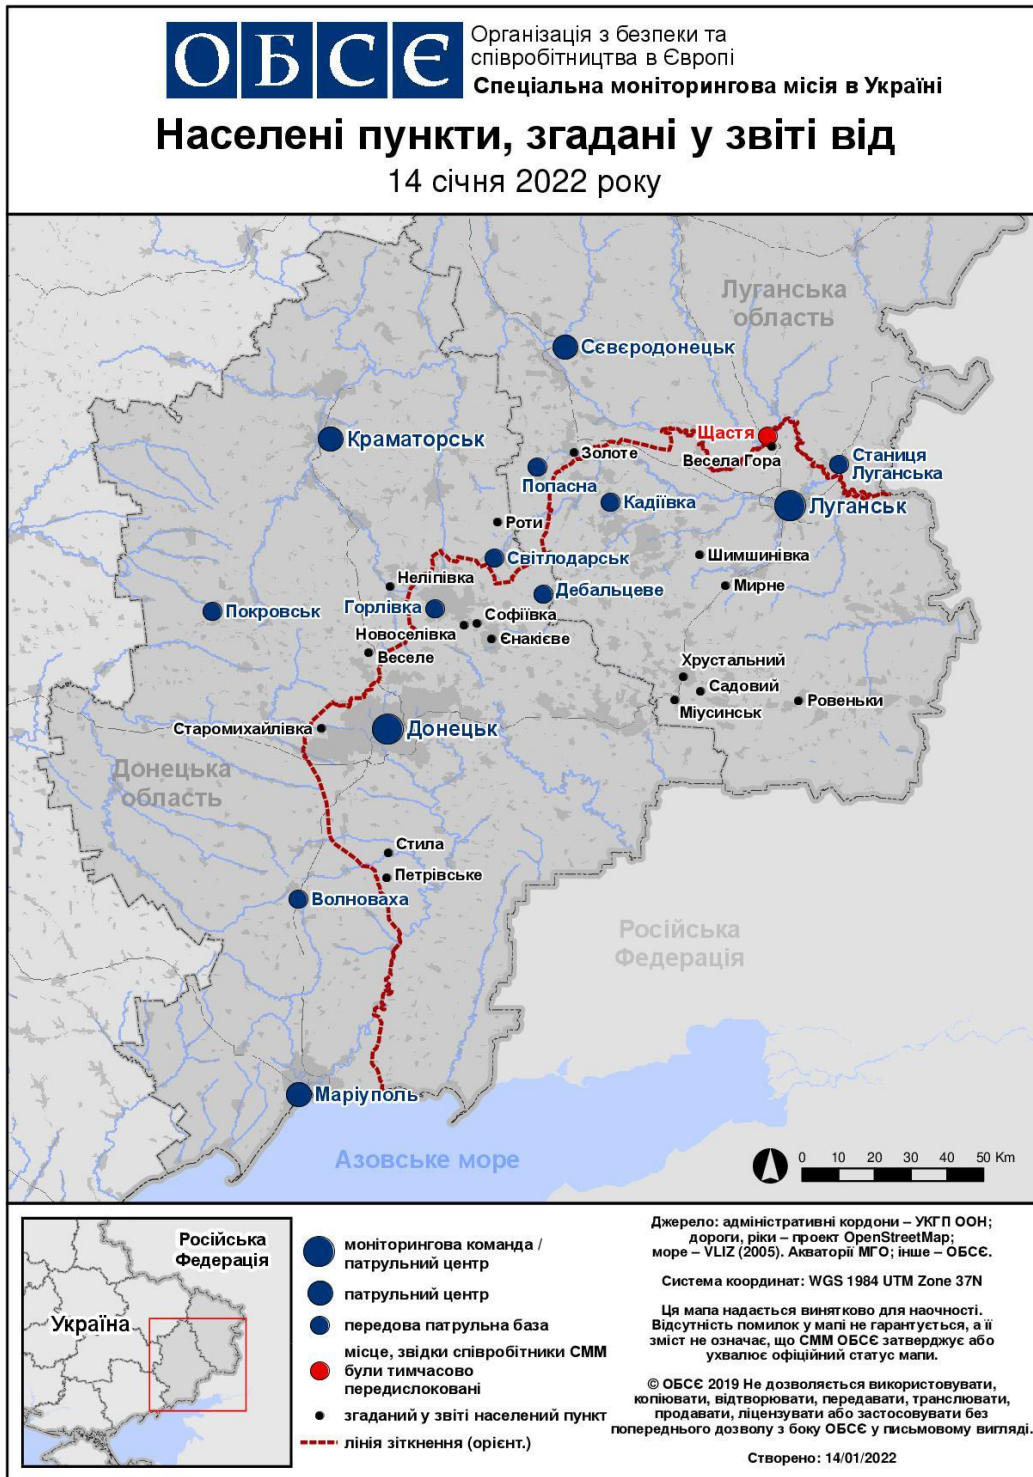 ОБСЄ
Організація з безпеки та
співробітництва в Європі
Спеціальна моніторингова місія в Україні
Населені пункти, згадані у звіті від
14 січня 2022 року
Луганська
область
Сєвєродонецьк
Краматорськ
Щастя
Весела Гора
Золоте
Станиця
Луганська
Попасна
Кадіївка
Луганськ
Роти
Світлодарськ
Шимшинівка
Неліпівка
Дебальцеве
Мирне
Покровськ
Горлівка
Софіївка
Новоселівка
Єнакієве
Веселе
Хрустальний
Садовий
Міусинськ
Ровеньки
Старомихайлівка
Донецьк
Донецька
область
Стила
Петрівське
Волноваха
Російська
Федерація
Маріуполь
Азовське море
0 10 20 30 40 50 Km
Російська
Федерація
Україна
моніторингова команда /
патрульний центр
патрульний центр
передова патрульна база
місце, звідки співробітники СММ
були тимчасово
передислоковані
згаданий у звіті населений пункт
лінія зіткнення (орієнт.)
Джерело: адміністративні кордони – УКГП ООН;
дороги, ріки – проект OpenStreetMap;
море – VLIZ (2005). Акваторії МГО; інше – ОБСЄ.
Система координат: WGS 1984 UTM Zone 37N
Ця мапа надається винятково для наочності.
Відсутність помилок у мапі не гарантується, а її
зміст не означає, що СММ ОБСЄ затверджує або
ухвалює офіційний статус мапи.
© ОБСЄ 2019 Не дозволяється використовувати,
копіювати, відтворювати, передавати, транслювати,
продавати, ліцензувати або застосовувати без
попереднього дозволу з боку ОБСЄ у письмовому вигляді.
Створено: 14/01/2022